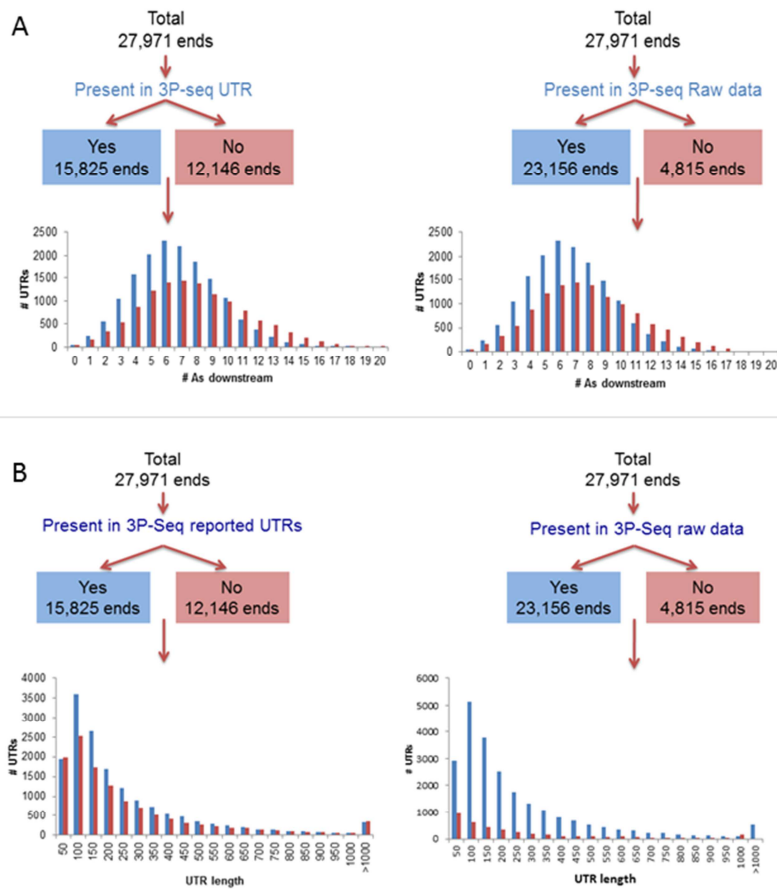 A
Total
27,971 ends
Present in 3P-seq UTR
Yes
15,825 ends
No
12,146 ends
# UTRs
2500
2000
1500
1000
500
0
0 1 2 3 4 5 6 7 8 9 10 11 12 13 14 15 16 17 18 19 20
# As downstream
Total
27,971 ends
Present in 3P-seq Raw data
Yes
23,156 ends
No
4,815 ends
# UTRs
2500
2000
1500
1000
500
0
0 1 2 3 4 5 6 7 8 9 10 11 12 13 14 15 16 17 18 19 20
# As downstream
B
Total
27,971 ends
Present in 3P-Seq reported UTRs
Yes
15,825 ends
No
12,146 ends
# UTRs
4000
3500
3000
2500
2000
1500
1000
500
0
50 100 150 200 250 300 350 400 450 500 550 600 650 700 750 800 850 900 950 1000 >1000
UTR length
Total
27,971 ends
Present in 3P-Seq raw data
Yes
23,156 ends
No
4,815 ends
# UTRs
6000
5000
4000
3000
2000
1000
0
50 100 150 200 250 300 350 400 450 500 550 600 650 700 750 800 850 900 950 1000 >1000
UTR length